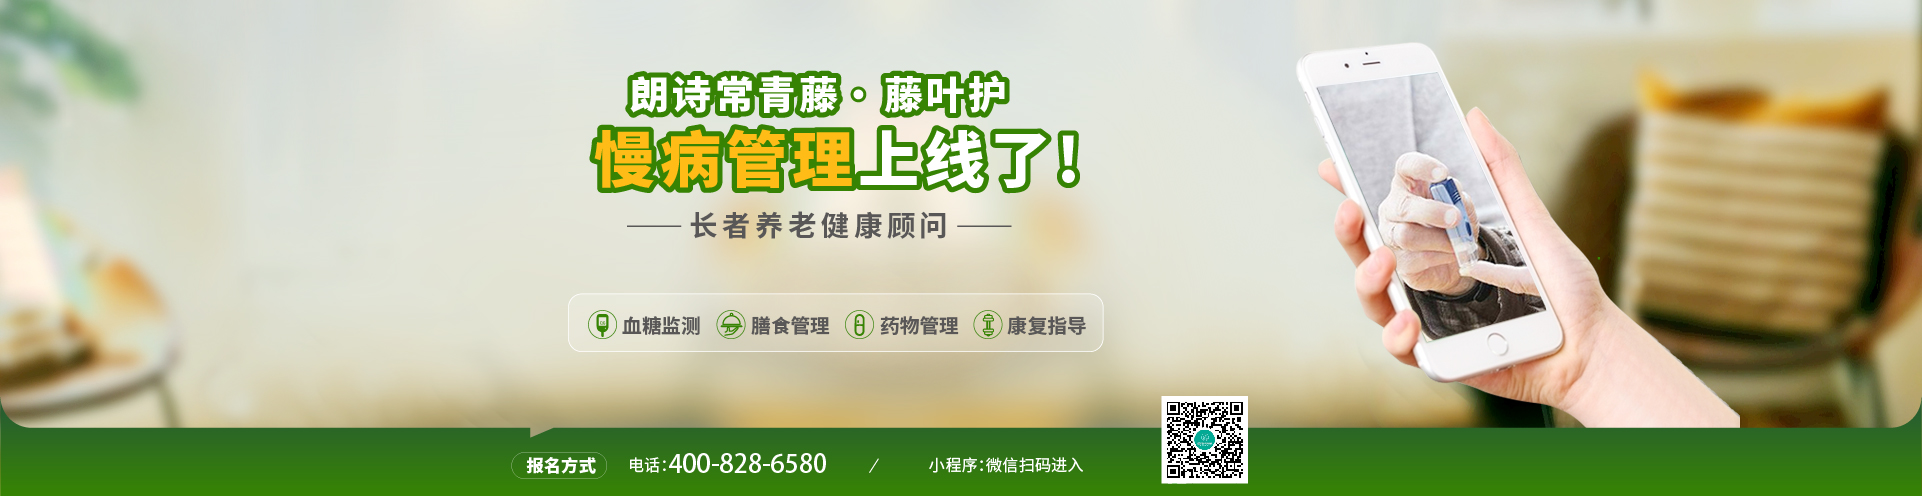 朗诗常青藤·藤叶护
慢病管理上线了！
长者养老健康顾问
血糖监测 膳食管理 药物管理 康复指导
报名方式 电话：400-828-6580 / 小程序：微信扫码进入